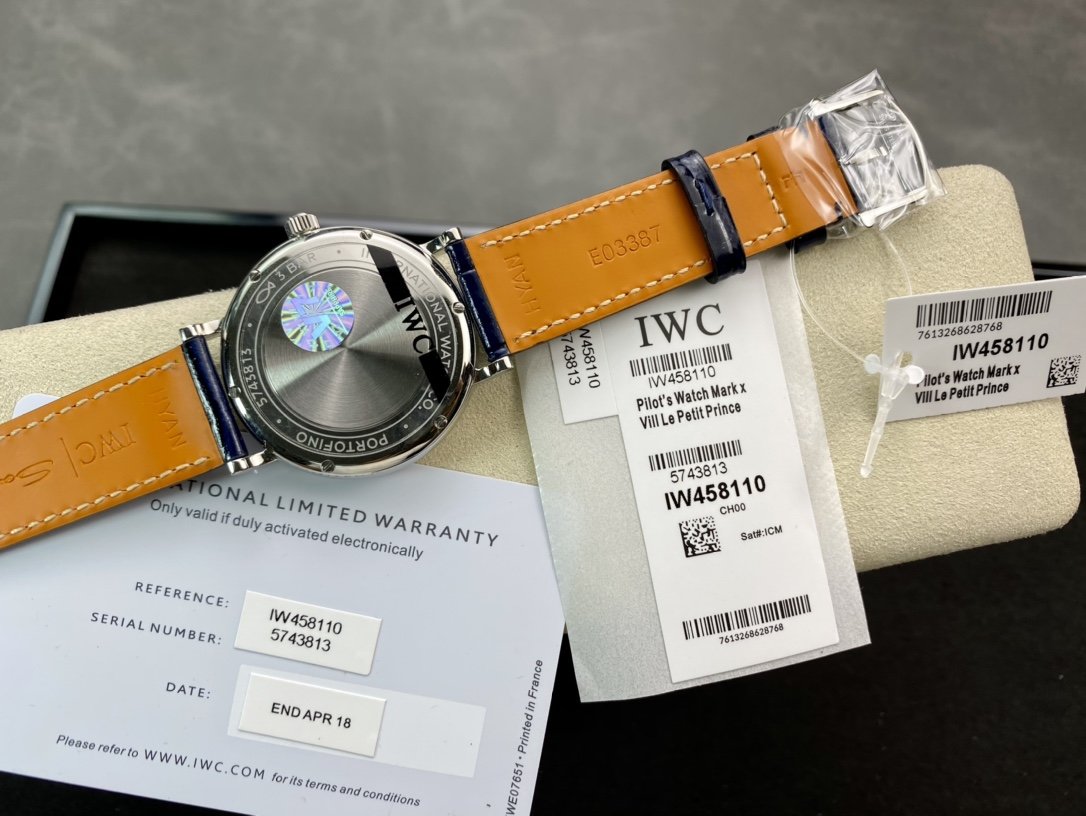 3 BAR
INTERNATIONAL WAT
CO.
PORTOFINO
5743813
IWC
HYAN
E03387
HYAN
IWC
IW458110
5743813
IWC
IW458110
Pilot's Watch Mark x
VIII Le Petit Prince
5743813
IW458110
CH00
Sat#:ICM
7613268628768
7613268628768
IW458110
Pilot's Watch Mark x
VIII Le Petit Prince
ATIONAL LIMITED WARRANTY
Only valid if duly activated electronically
REFERENCE:
IW458110
SERIAL NUMBER:
5743813
DATE:
END APR 18
Please refer to WWW.IWC.COM for its terms and conditions
WE07651 • Printed in France